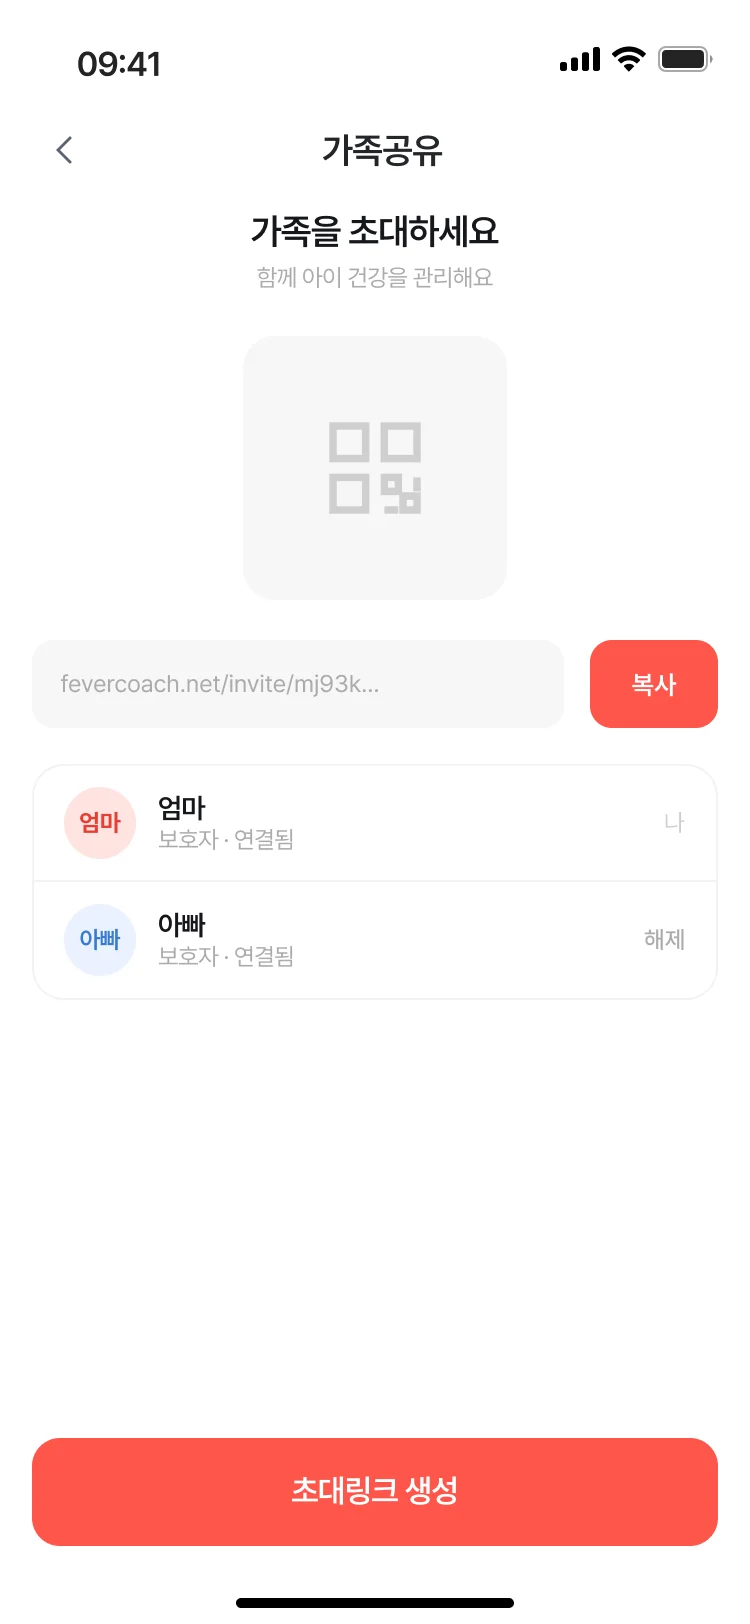 09:41
가족공유
가족을 초대하세요
함께 아이 건강을 관리해요
fevercoach.net/invite/mj93k...
복사
엄마
엄마
보호자 · 연결됨
나
아빠
아빠
보호자 · 연결됨
해제
초대링크 생성